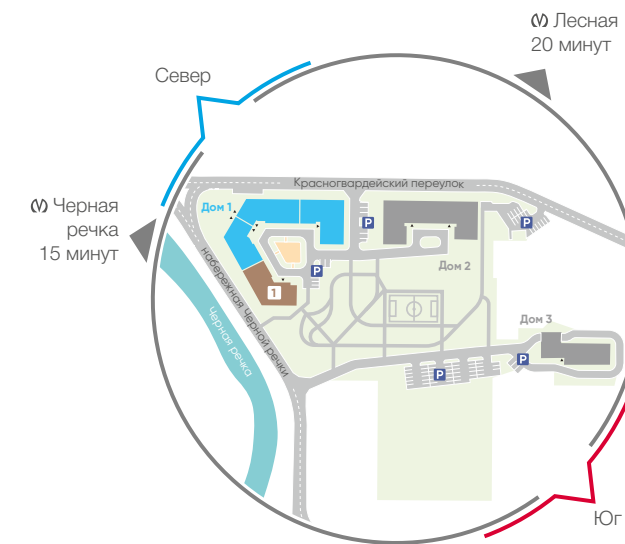 Лесная
20 минут
Север
Красногвардейский переулок
Черная
речка
15 минут
Дом 1
P
P
P
Дом 2
P
1
набережная Черной речки
Черная речка
Дом 3
P
P
Юг